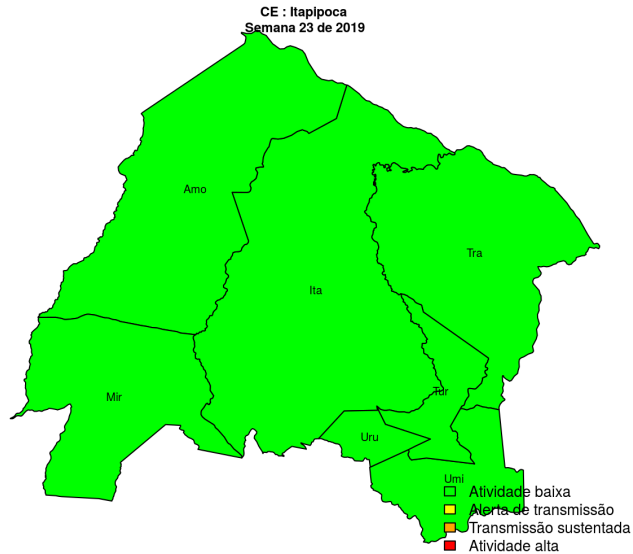 CE : Itapipoca
Semana 23 de 2019
Amo
Tra
Ita
Tur
Mir
Uru
Umi
Atividade baixa
Alerta de transmissão
Transmissão sustentada
Atividade alta